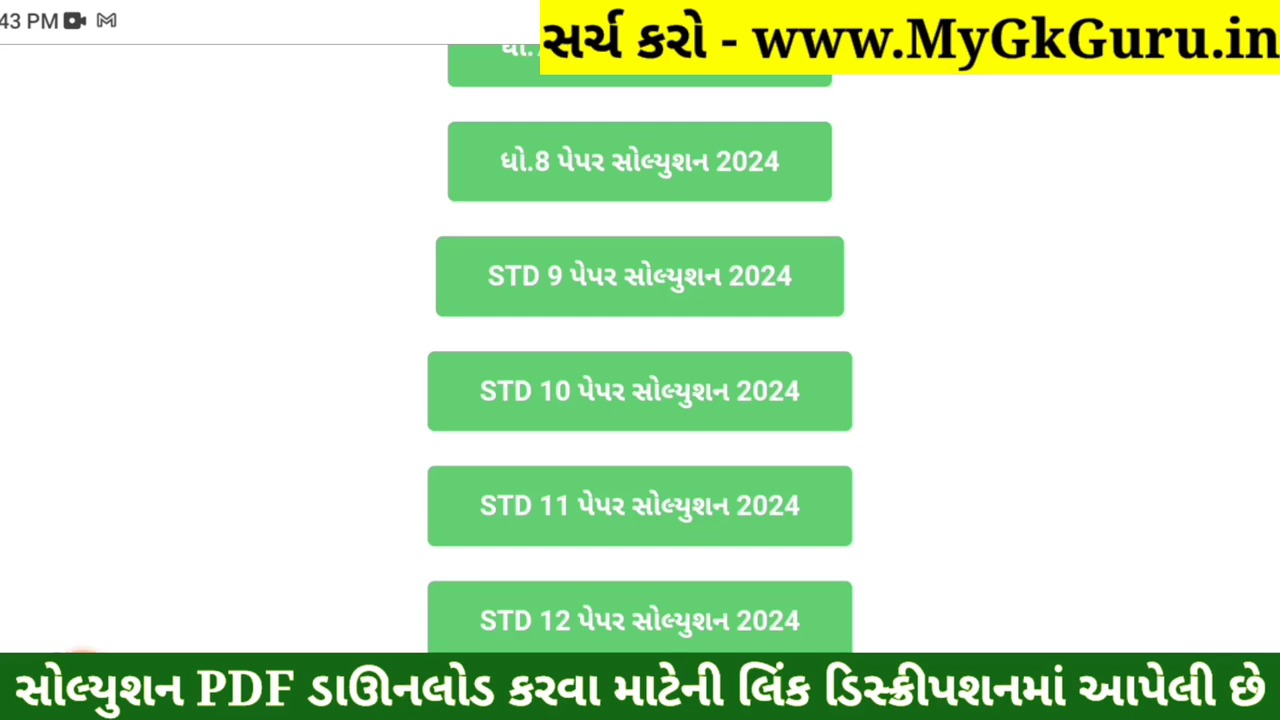 43 PM
સર્ચ કરો - www.MyGkGuru.in
ધો.8 પેપર સોલ્યુશન 2024
STD 9 પેપર સોલ્યુશન 2024
STD 10 પેપર સોલ્યુશન 2024
STD 11 પેપર સોલ્યુશન 2024
STD 12 પેપર સોલ્યુશન 2024
સોલ્યુશન PDF ડાઊનલોડ કરવા માટેની લિંક ડિસ્ક્રીપશનમાં આપેલી છે